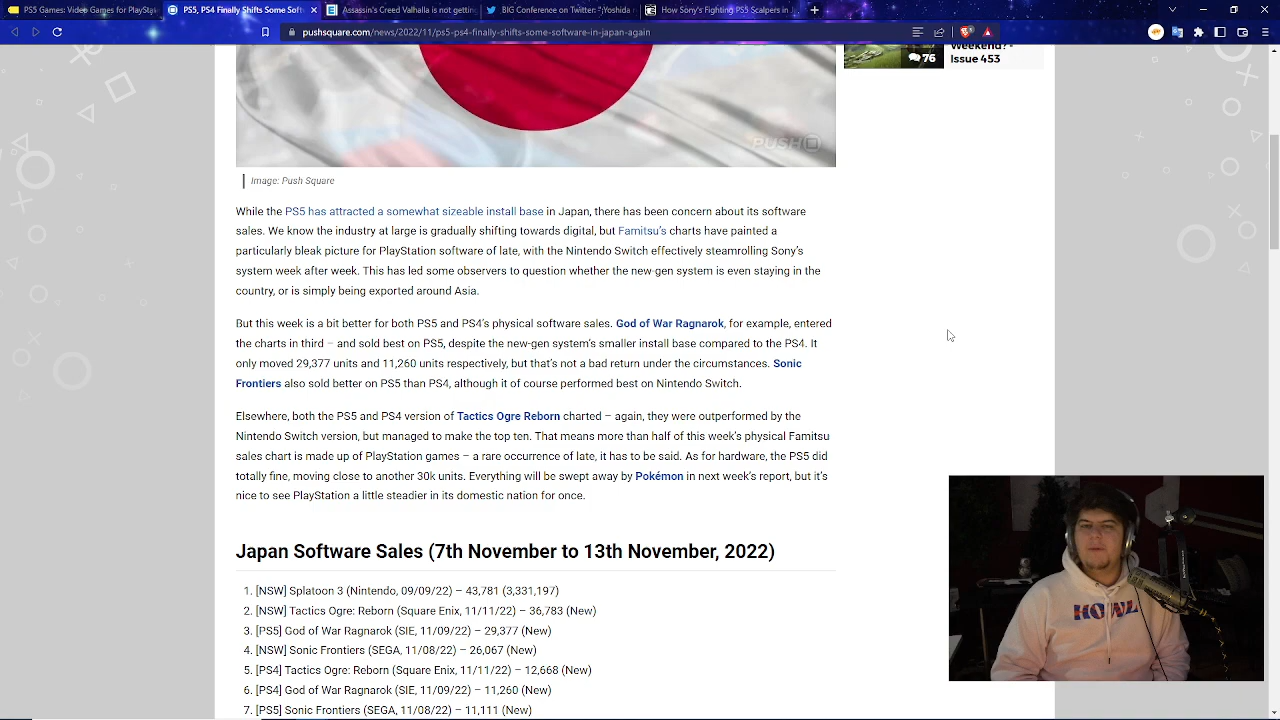 PS5 Games: Video Games for PlaySta
PS5, PS4 Finally Shifts Some Soft
Assassin's Creed Valhalla is not gettin
BIG Conference on Twitter: "Yoshida
How Sony's Fighting PS5 Scalpers in J
pushsquare.com/news/2022/11/ps5-ps4-finally-shifts-some-software-in-japan-again
Weekend? -
Issue 453
76
PUSH
Image: Push Square
While the PS5 has attracted a somewhat sizeable install base in Japan, there has been concern about its software
sales. We know the industry at large is gradually shifting towards digital, but Famitsu's charts have painted a
particularly bleak picture for PlayStation software of late, with the Nintendo Switch effectively steamrolling Sony's
system week after week. This has led some observers to question whether the new-gen system is even staying in the
country, or is simply being exported around Asia.
But this week is a bit better for both PS5 and PS4's physical software sales. God of War Ragnarok, for example, entered
the charts in third – and sold best on PS5, despite the new-gen system's smaller install base compared to the PS4. It
only moved 29,377 units and 11,260 units respectively, but that's not a bad return under the circumstances. Sonic
Frontiers also sold better on PS5 than PS4, although it of course performed best on Nintendo Switch.
Elsewhere, both the PS5 and PS4 version of Tactics Ogre Reborn charted – again, they were outperformed by the
Nintendo Switch version, but managed to make the top ten. That means more than half of this week's physical Famitsu
sales chart is made up of PlayStation games – a rare occurrence of late, it has to be said. As for hardware, the PS5 did
totally fine, moving close to another 30k units. Everything will be swept away by Pokémon in next week's report, but it's
nice to see PlayStation a little steadier in its domestic nation for once.
Japan Software Sales (7th November to 13th November, 2022)
1. [NSW] Splatoon 3 (Nintendo, 09/09/22) – 43,781 (3,331,197)
2. [NSW] Tactics Ogre: Reborn (Square Enix, 11/11/22) – 36,783 (New)
3. [PS5] God of War Ragnarok (SIE, 11/09/22) – 29,377 (New)
4. [NSW] Sonic Frontiers (SEGA, 11/08/22) – 26,067 (New)
5. [PS4] Tactics Ogre: Reborn (Square Enix, 11/11/22) – 12,668 (New)
6. [PS4] God of War Ragnarok (SIE, 11/09/22) – 11,260 (New)
7. [PS5] Sonic Frontiers (SEGA, 11/08/22) – 11,111 (New)
HOWL